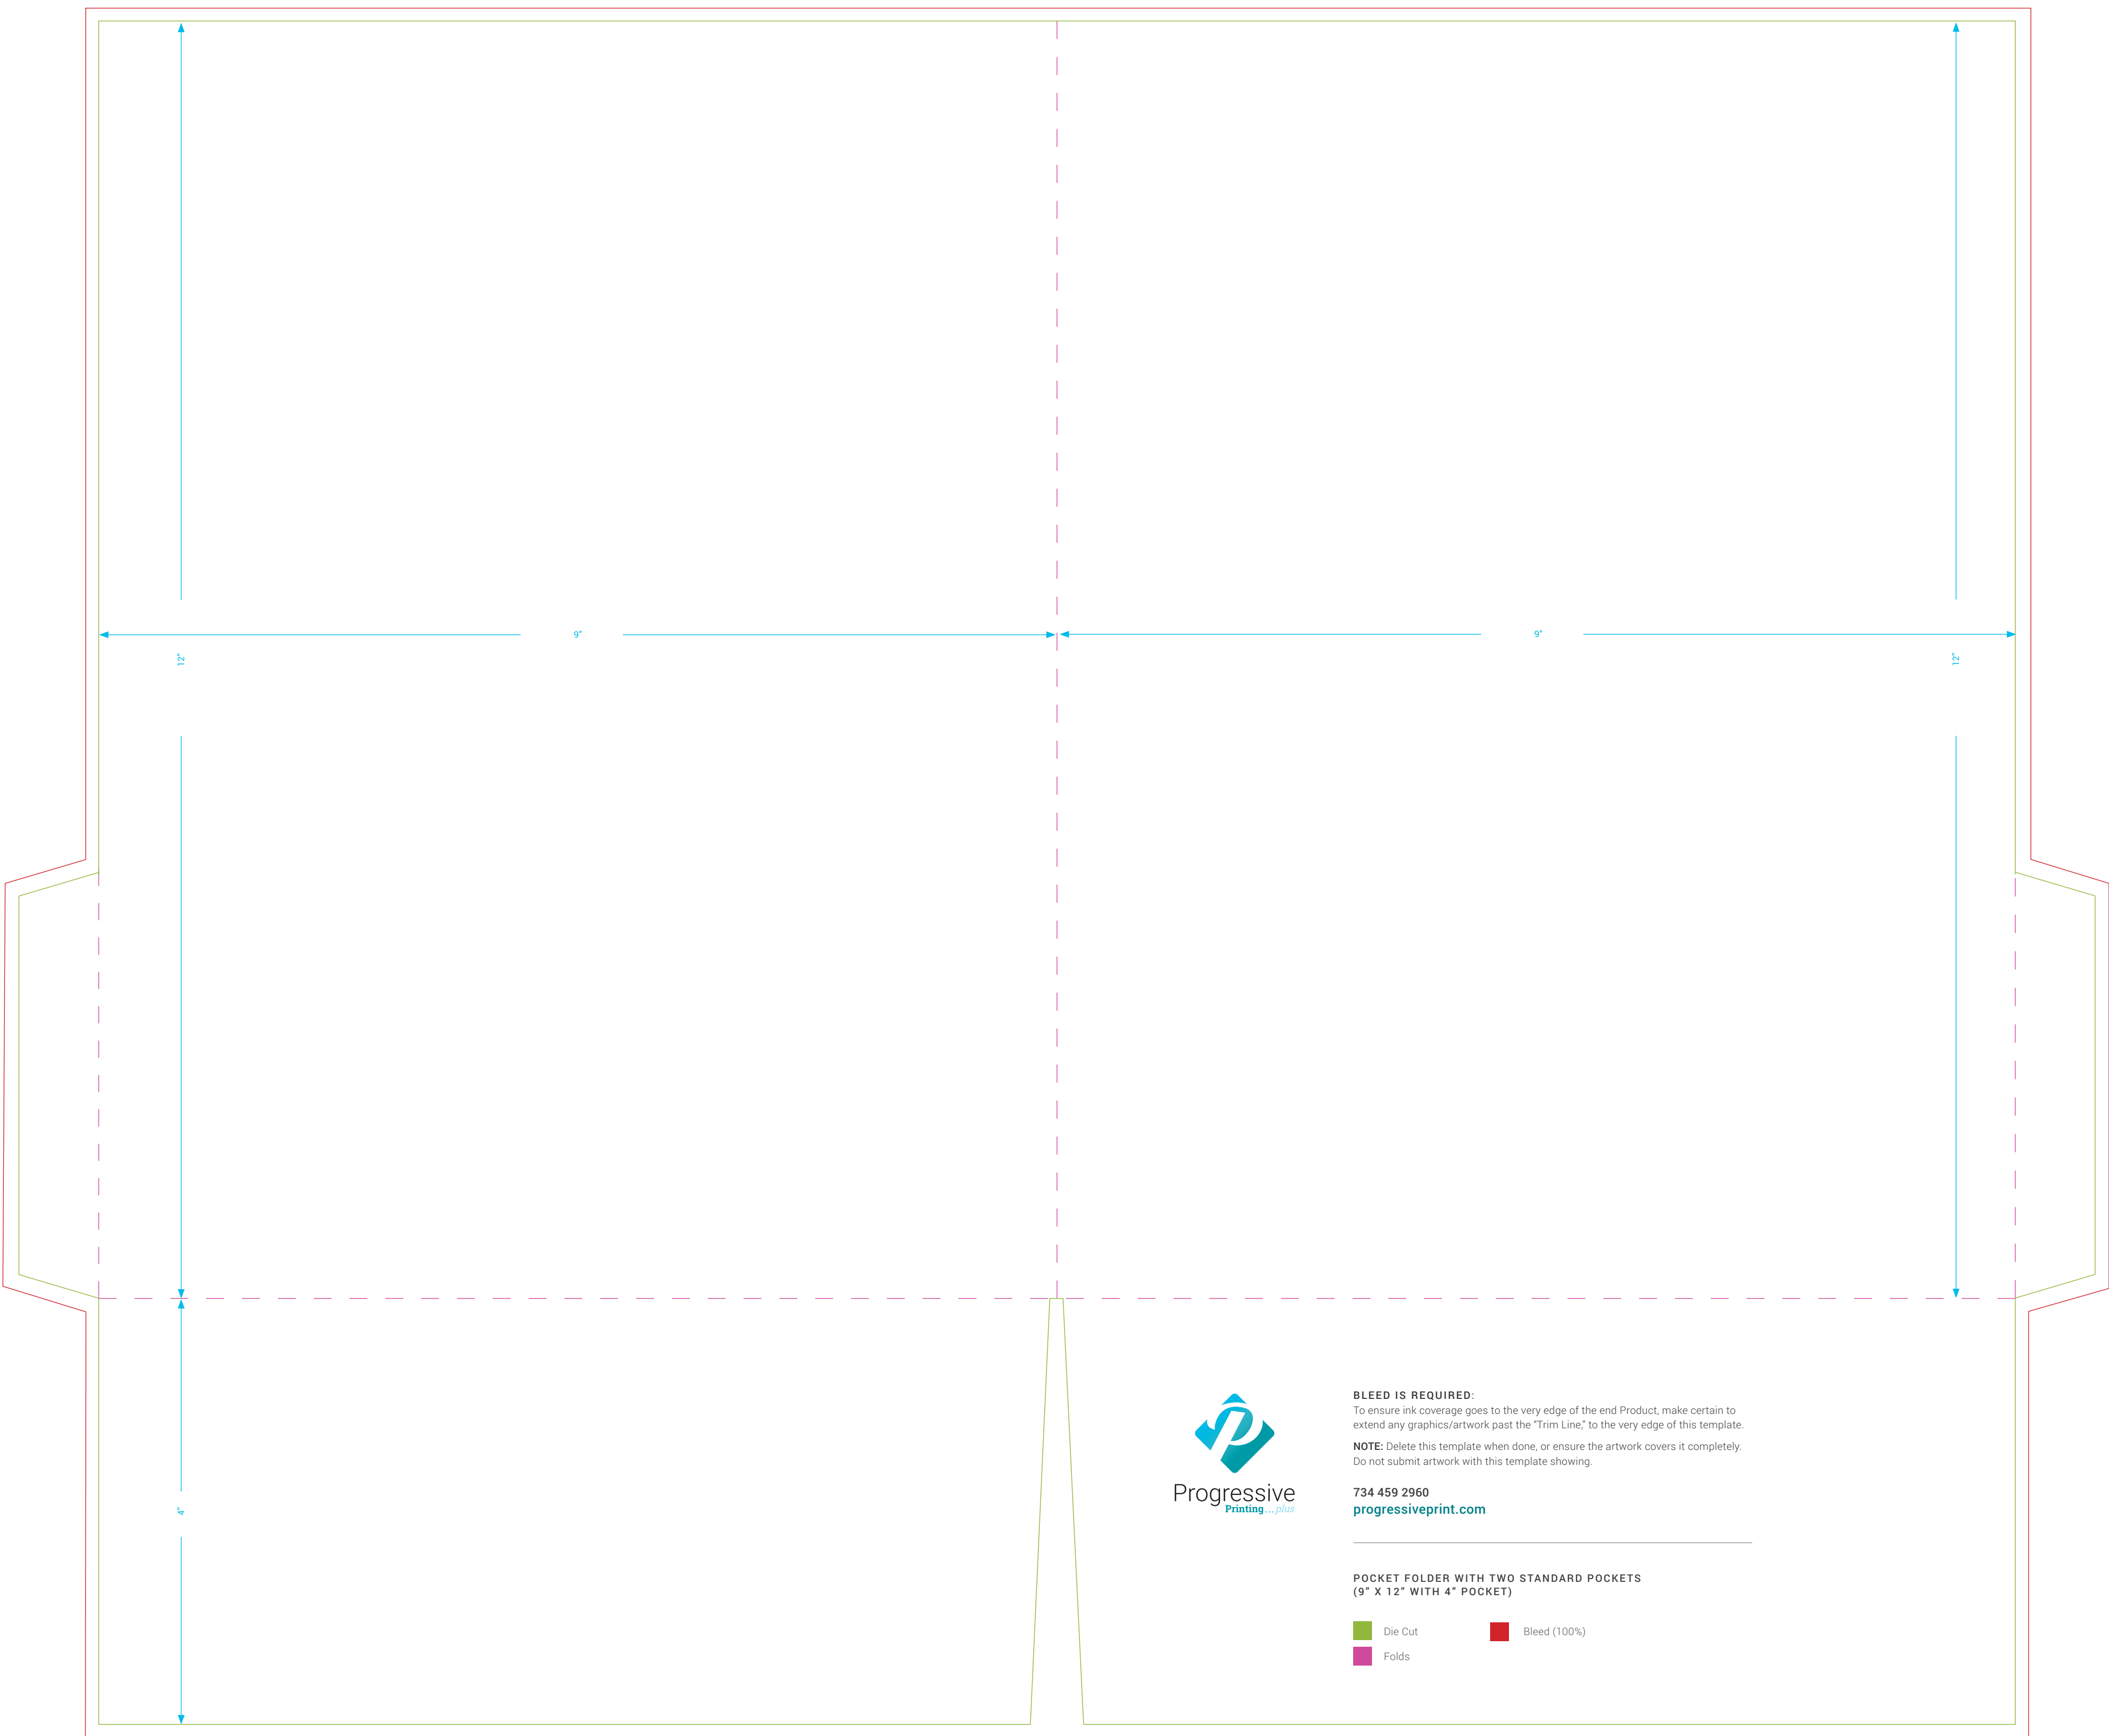 9”
9”
12”
12”
4”
Progressive
Printing...plus
BLEED IS REQUIRED:
To ensure ink coverage goes to the very edge of the end Product, make certain to
extend any graphics/artwork past the “Trim Line,” to the very edge of this template.
NOTE: Delete this template when done, or ensure the artwork covers it completely.
Do not submit artwork with this template showing.
734 459 2960
progressiveprint.com
POCKET FOLDER WITH TWO STANDARD POCKETS
(9” X 12” WITH 4” POCKET)
Die Cut
Bleed (100%)
Folds